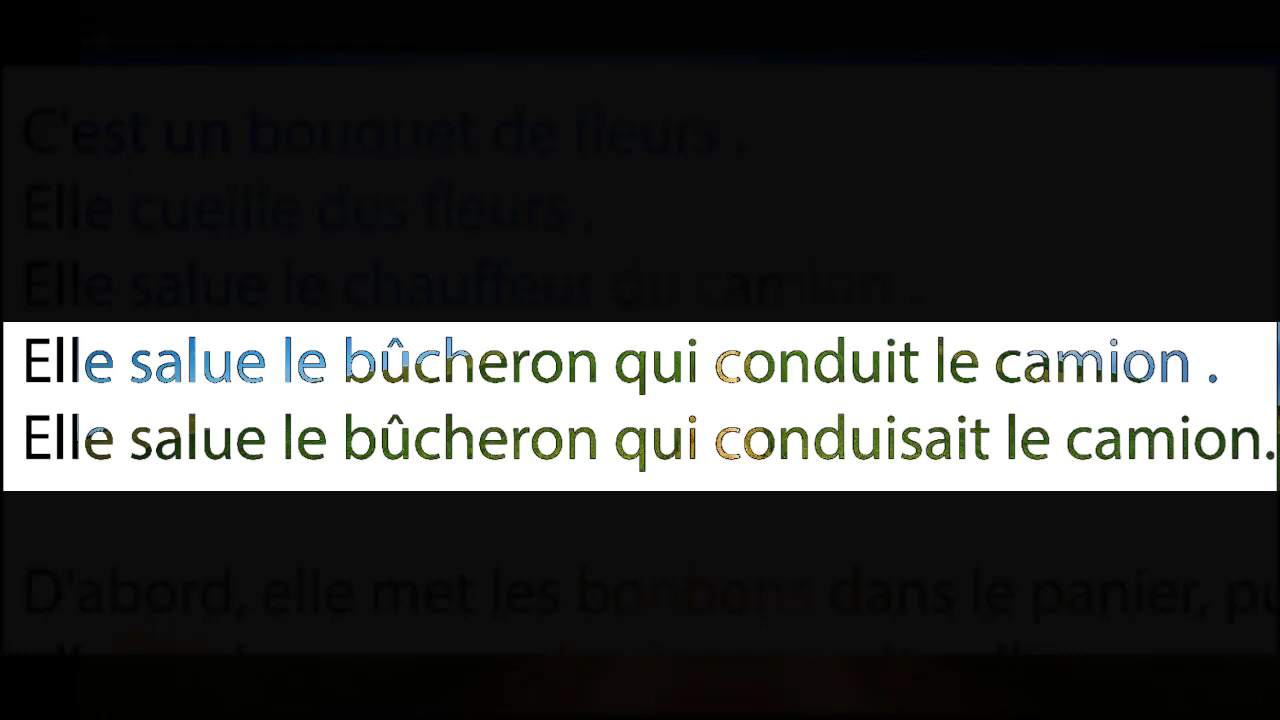 C'est un bouquet de fleurs .
Elle cueille des fleurs .
Elle salue le chauffeur du camion .
Elle salue le bûcheron qui conduit le camion .
Elle salue le bûcheron qui conduisait le camion.
D'abord, elle met les bonbons dans le panier,